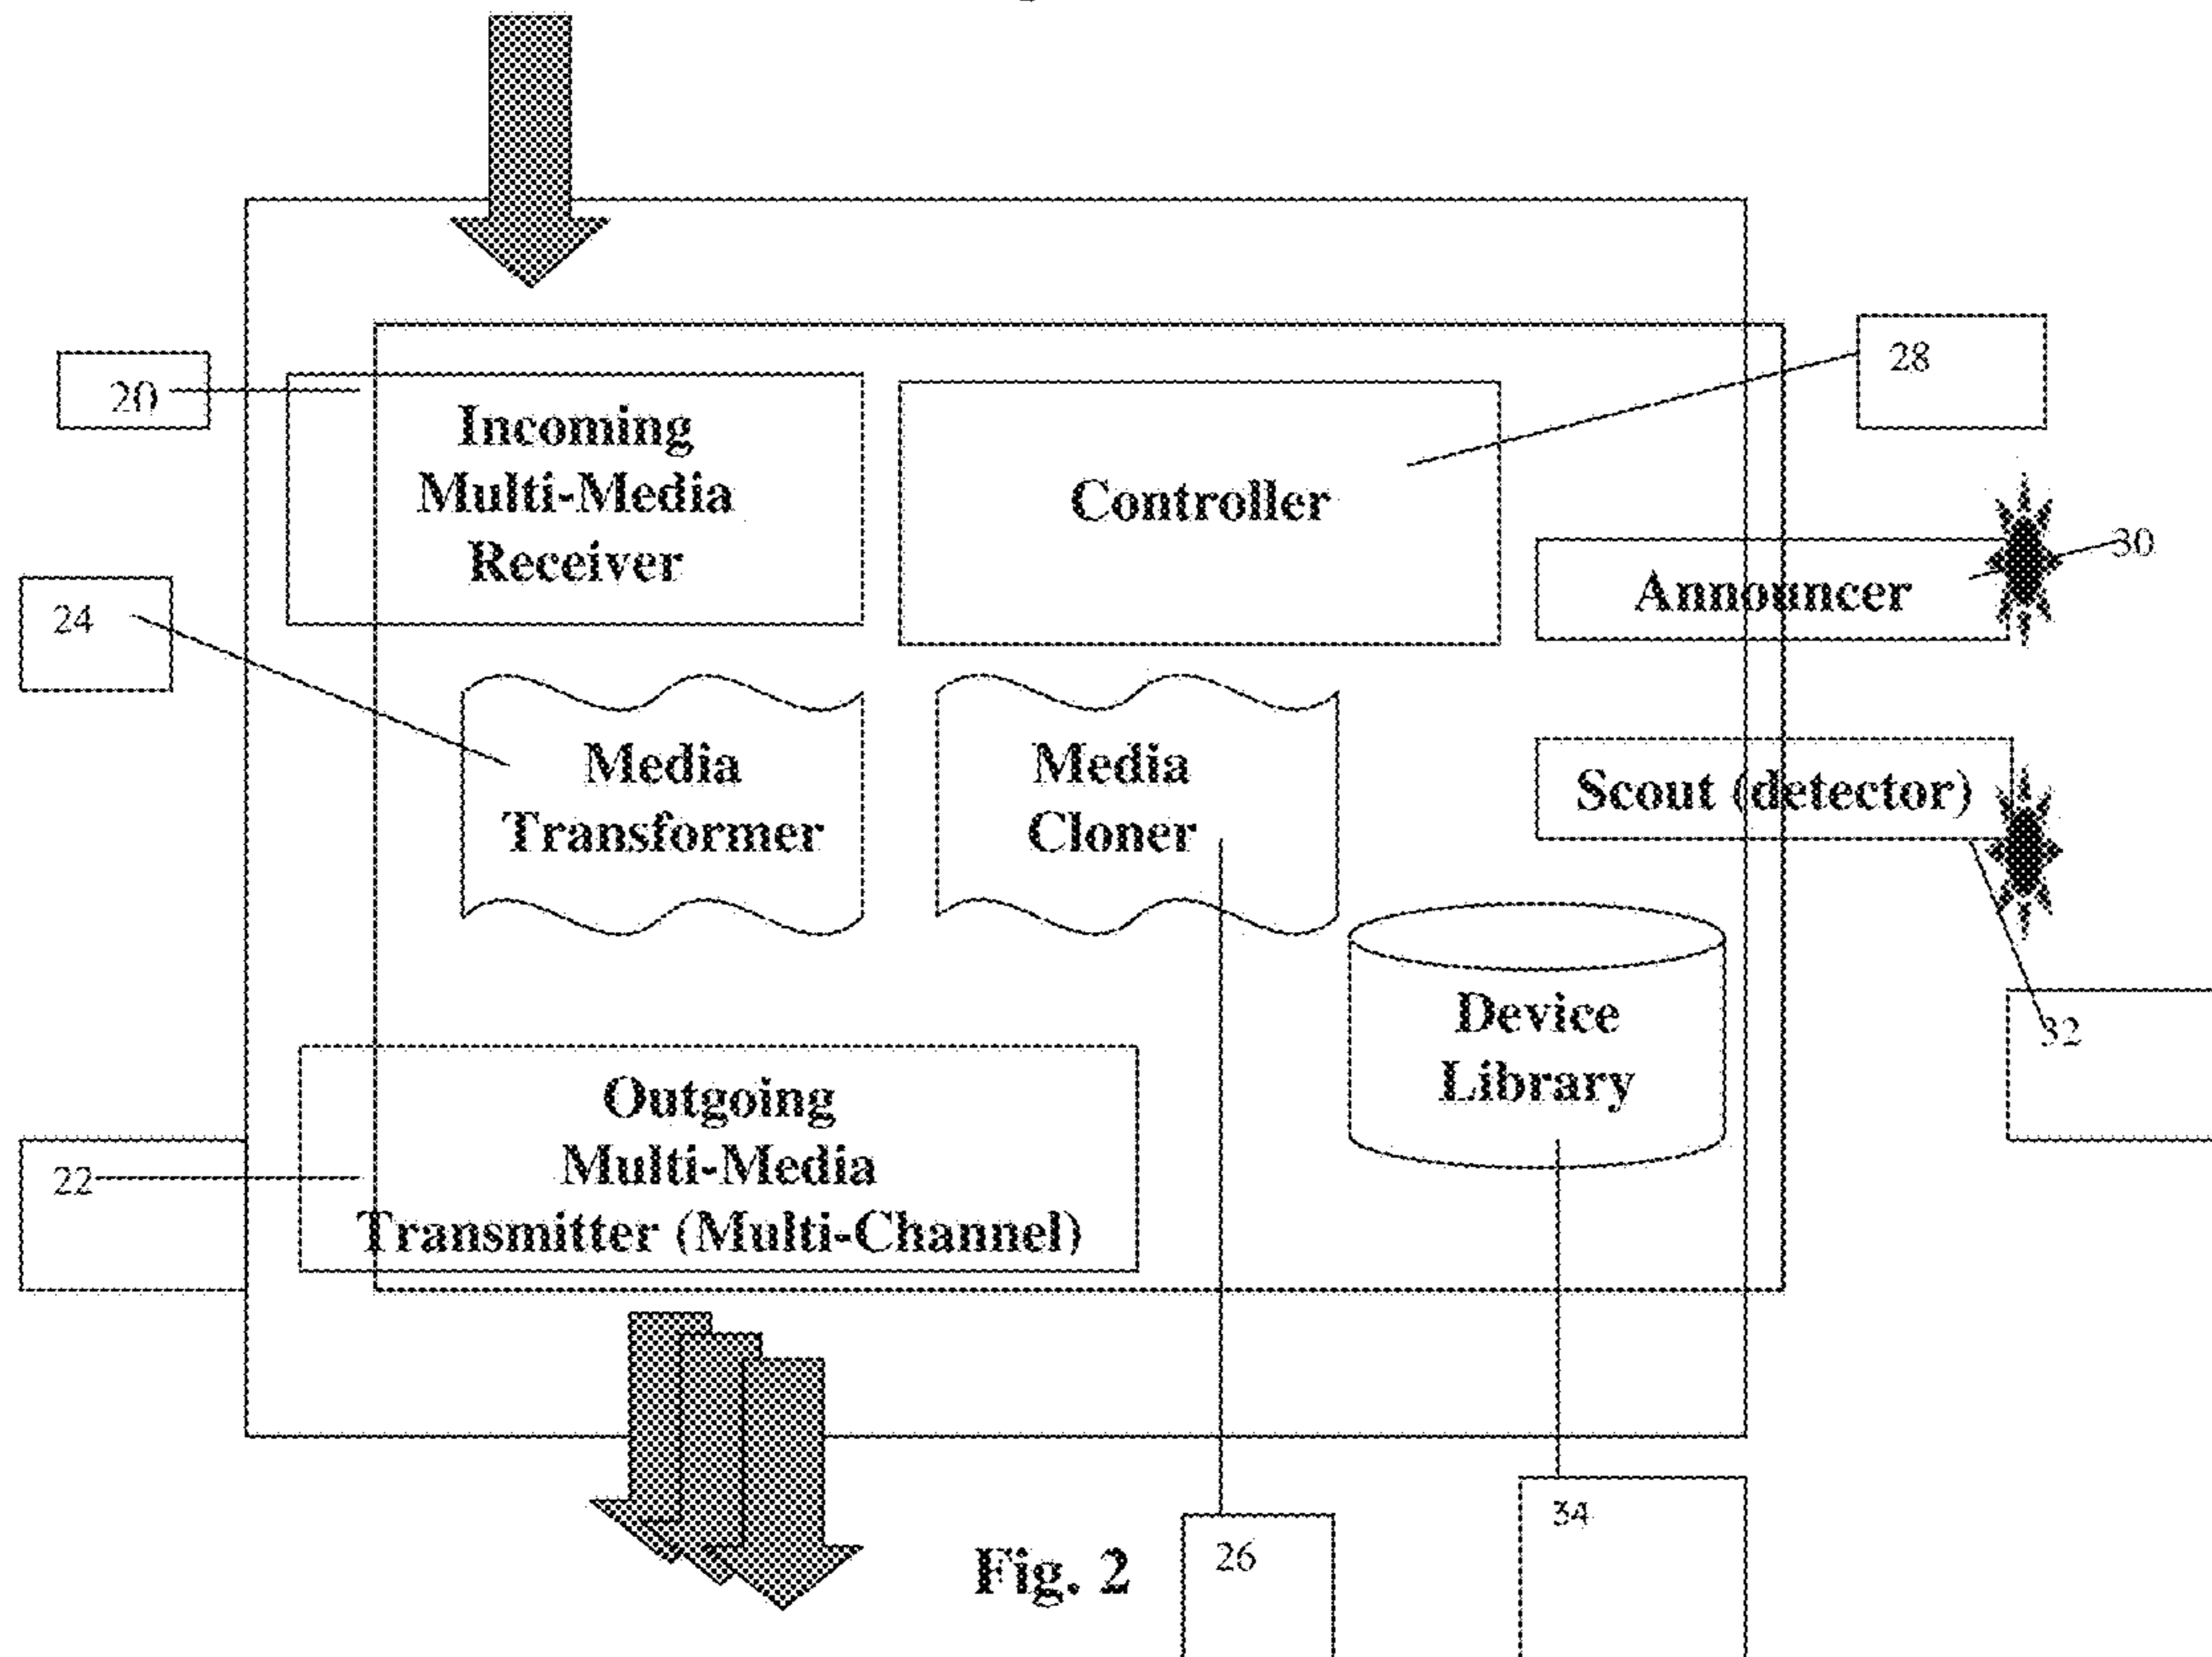 28
20
Incoming
Multi-Media
Receiver
Controller
30
Announcer
24
Media
Transformer
Media
Cloner
Scout (detector)
Device
Library
32
Outgoing
Multi-Media
Transmitter (Multi-Channel)
22
34
26
Fig. 2